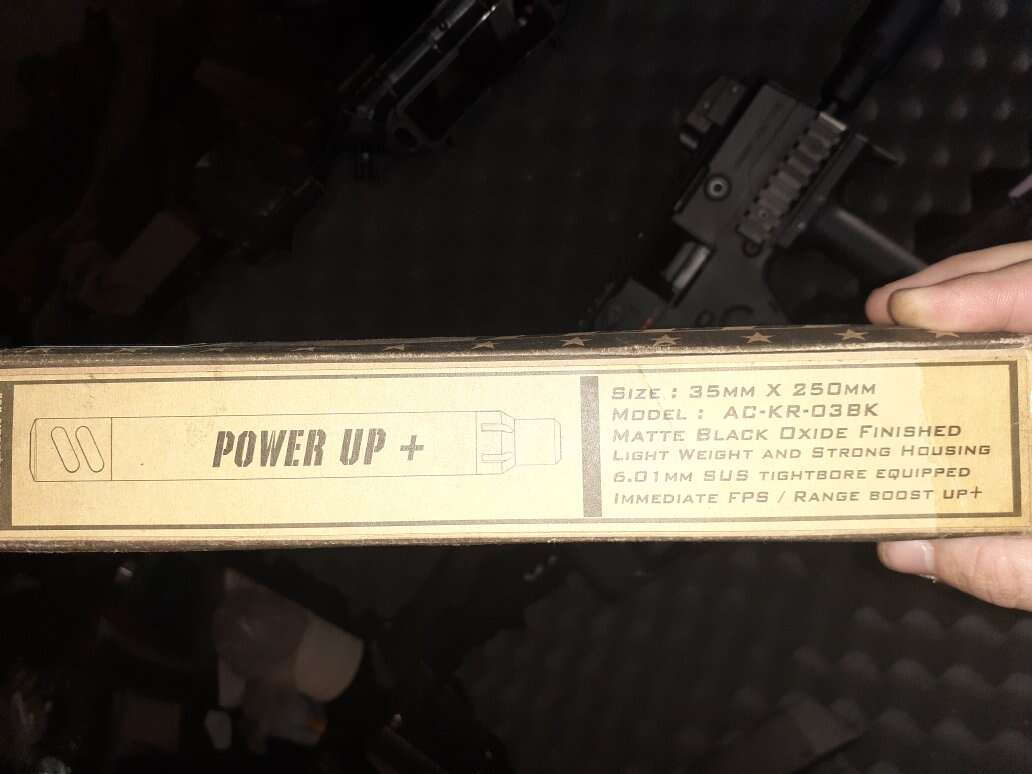 POWER UP +
SIZE : 35MM X 250MM
MODEL : AC-KR-03BK
MATTE BLACK OXIDE FINISHED
LIGHT WEIGHT AND STRONG HOUSING
6.01MM SUS TIGHTBORE EQUIPPED
IMMEDIATE FPS / RANGE BOOST UP+